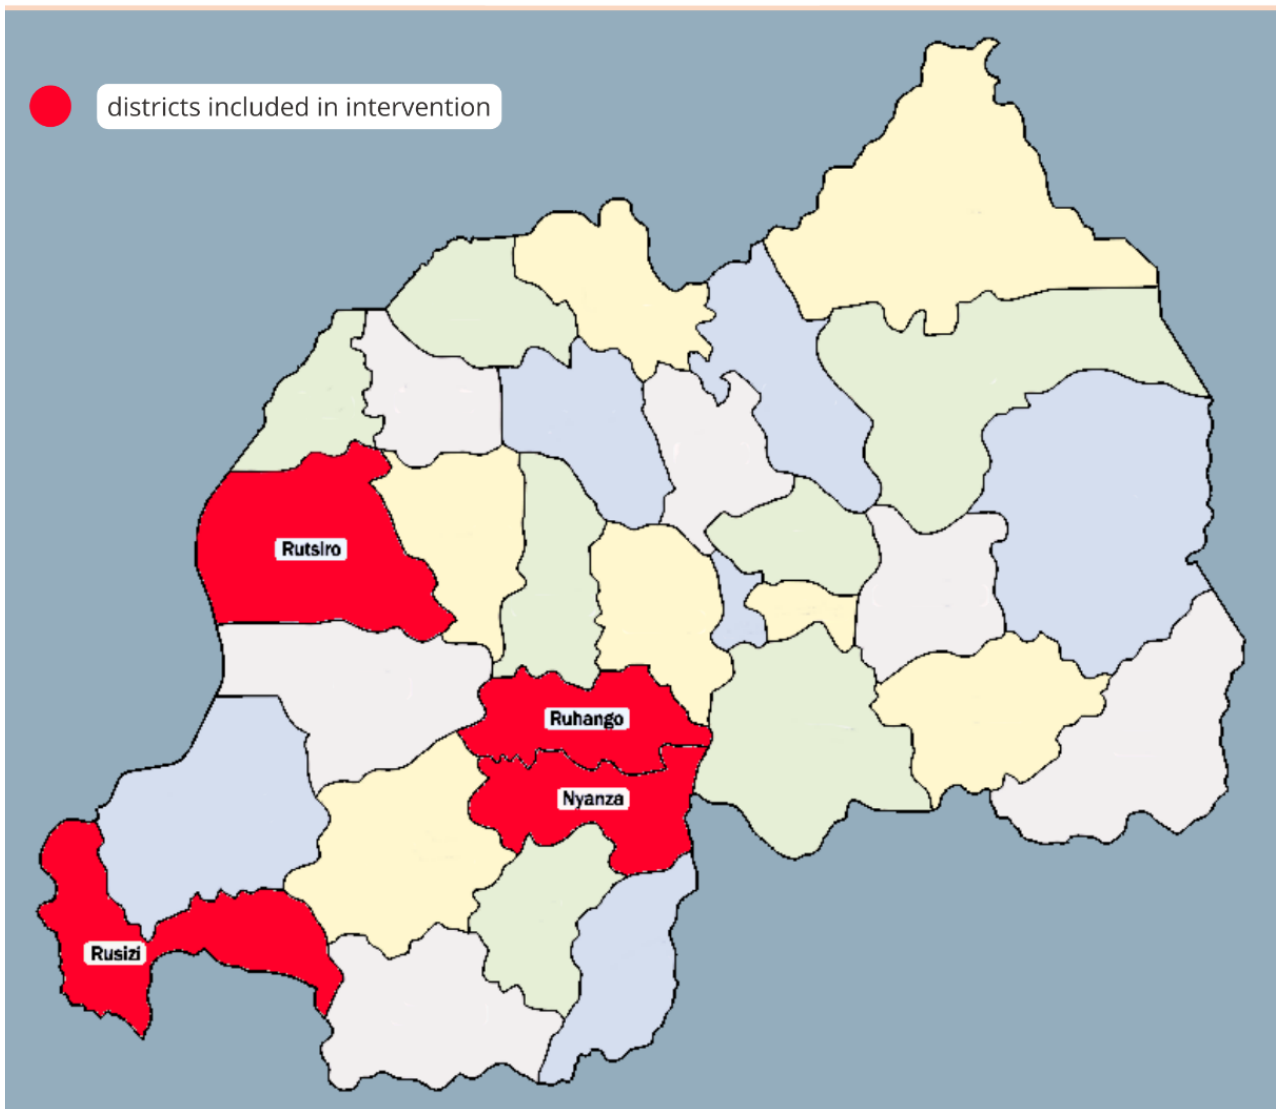 districts included in intervention
Rutsiro
Ruhango
Nyanza
Rusizi